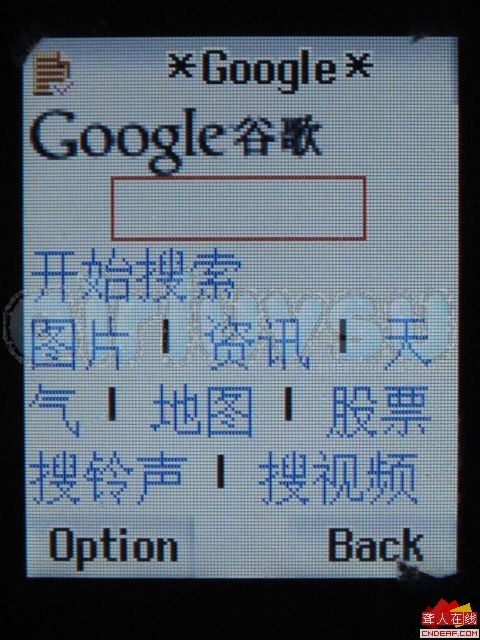 *Google*
Google谷歌
开始搜索
图片 | 资讯 | 天
气 | 地图 | 股票
搜铃声 | 搜视频
Option Back
聋人在线
CNDEAF.COM